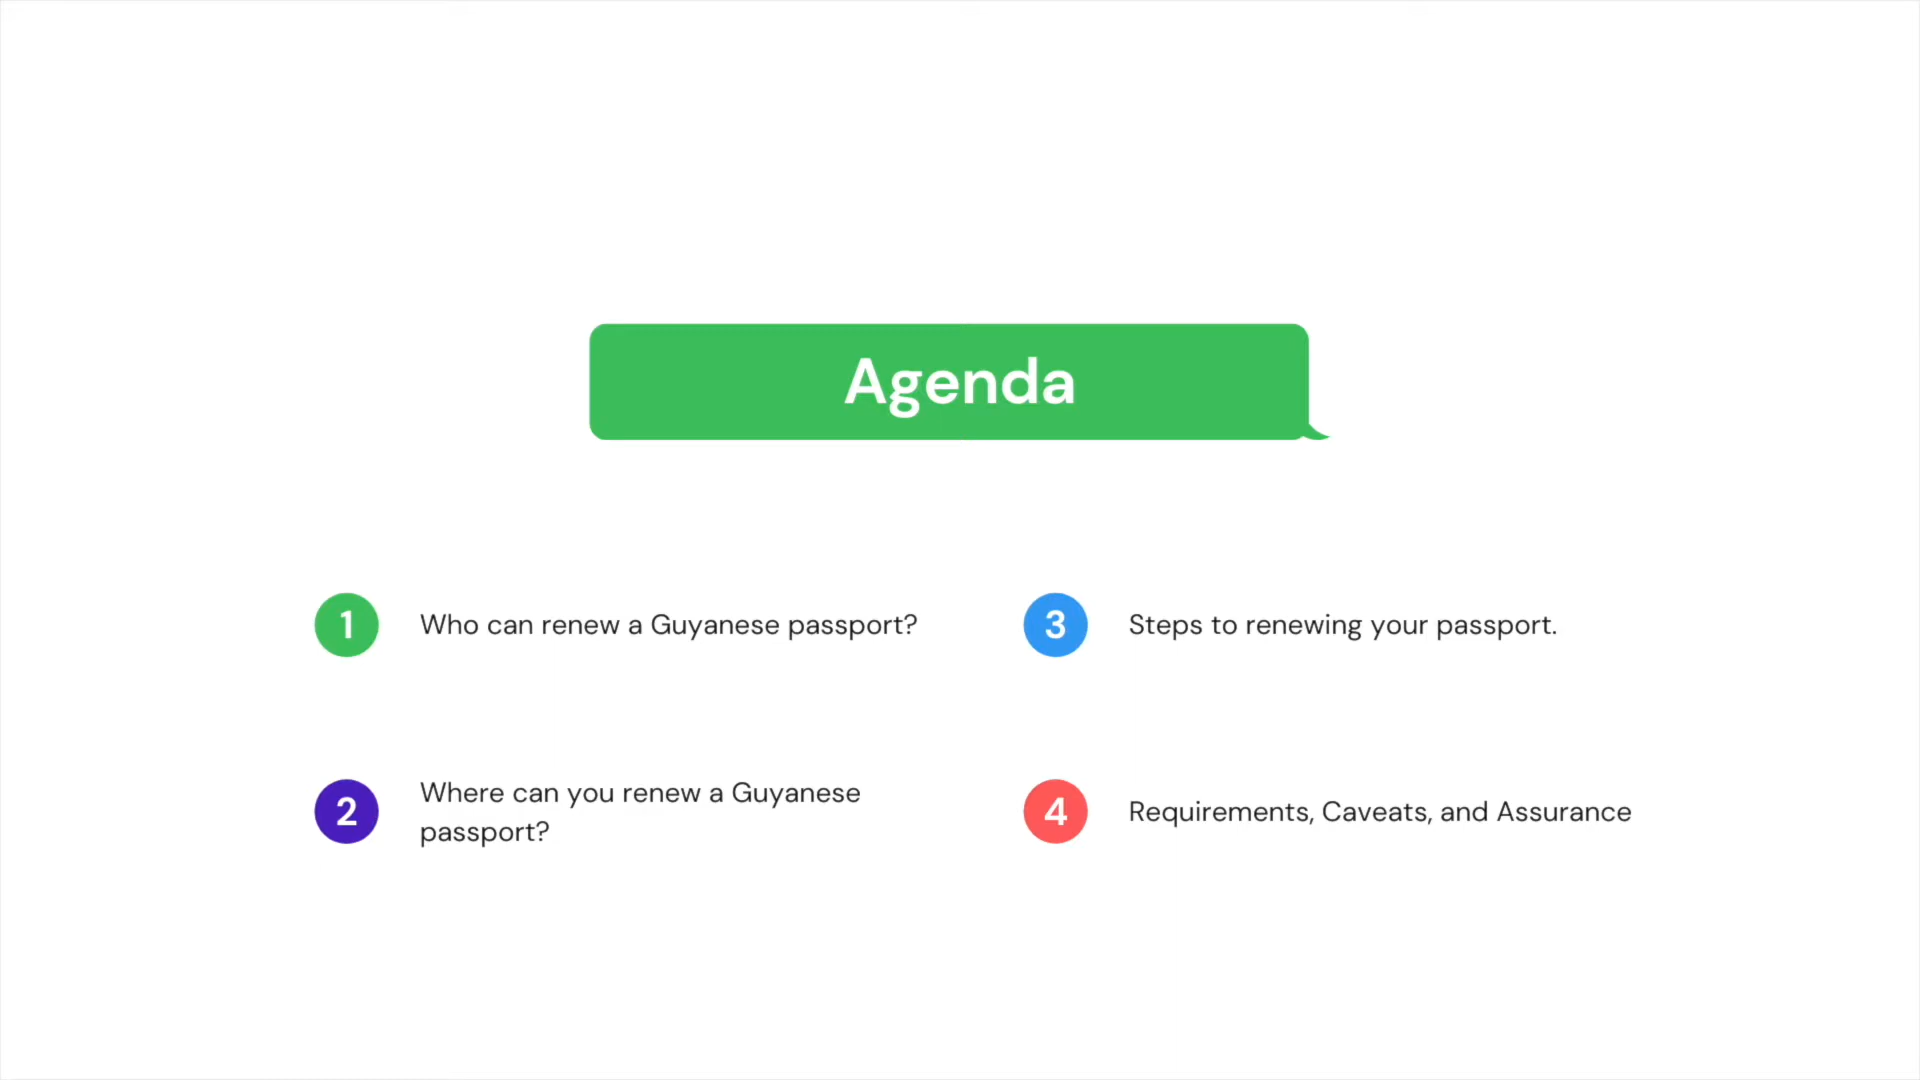 Agenda
1
Who can renew a Guyanese passport?
2
Where can you renew a Guyanese
passport?
3
Steps to renewing your passport.
4
Requirements, Caveats, and Assurance